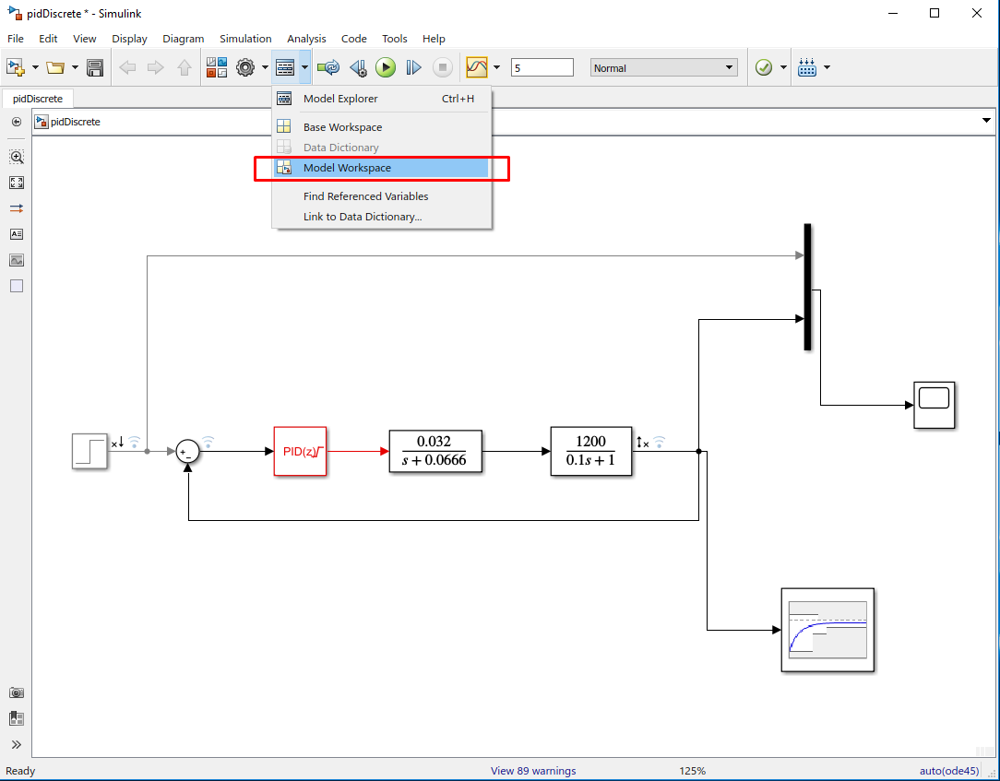 pidDiscrete * - Simulink
File Edit View Display Diagram Simulation Analysis Code Tools Help
5 Normal
pidDiscrete
pidDiscrete
Model Explorer Ctrl+H
Base Workspace
Data Dictionary
Model Workspace
Find Referenced Variables
Link to Data Dictionary...
PID(z)
0.032
s + 0.0666
1200
0.1s + 1
Ready View 89 warnings 125% auto(ode45)